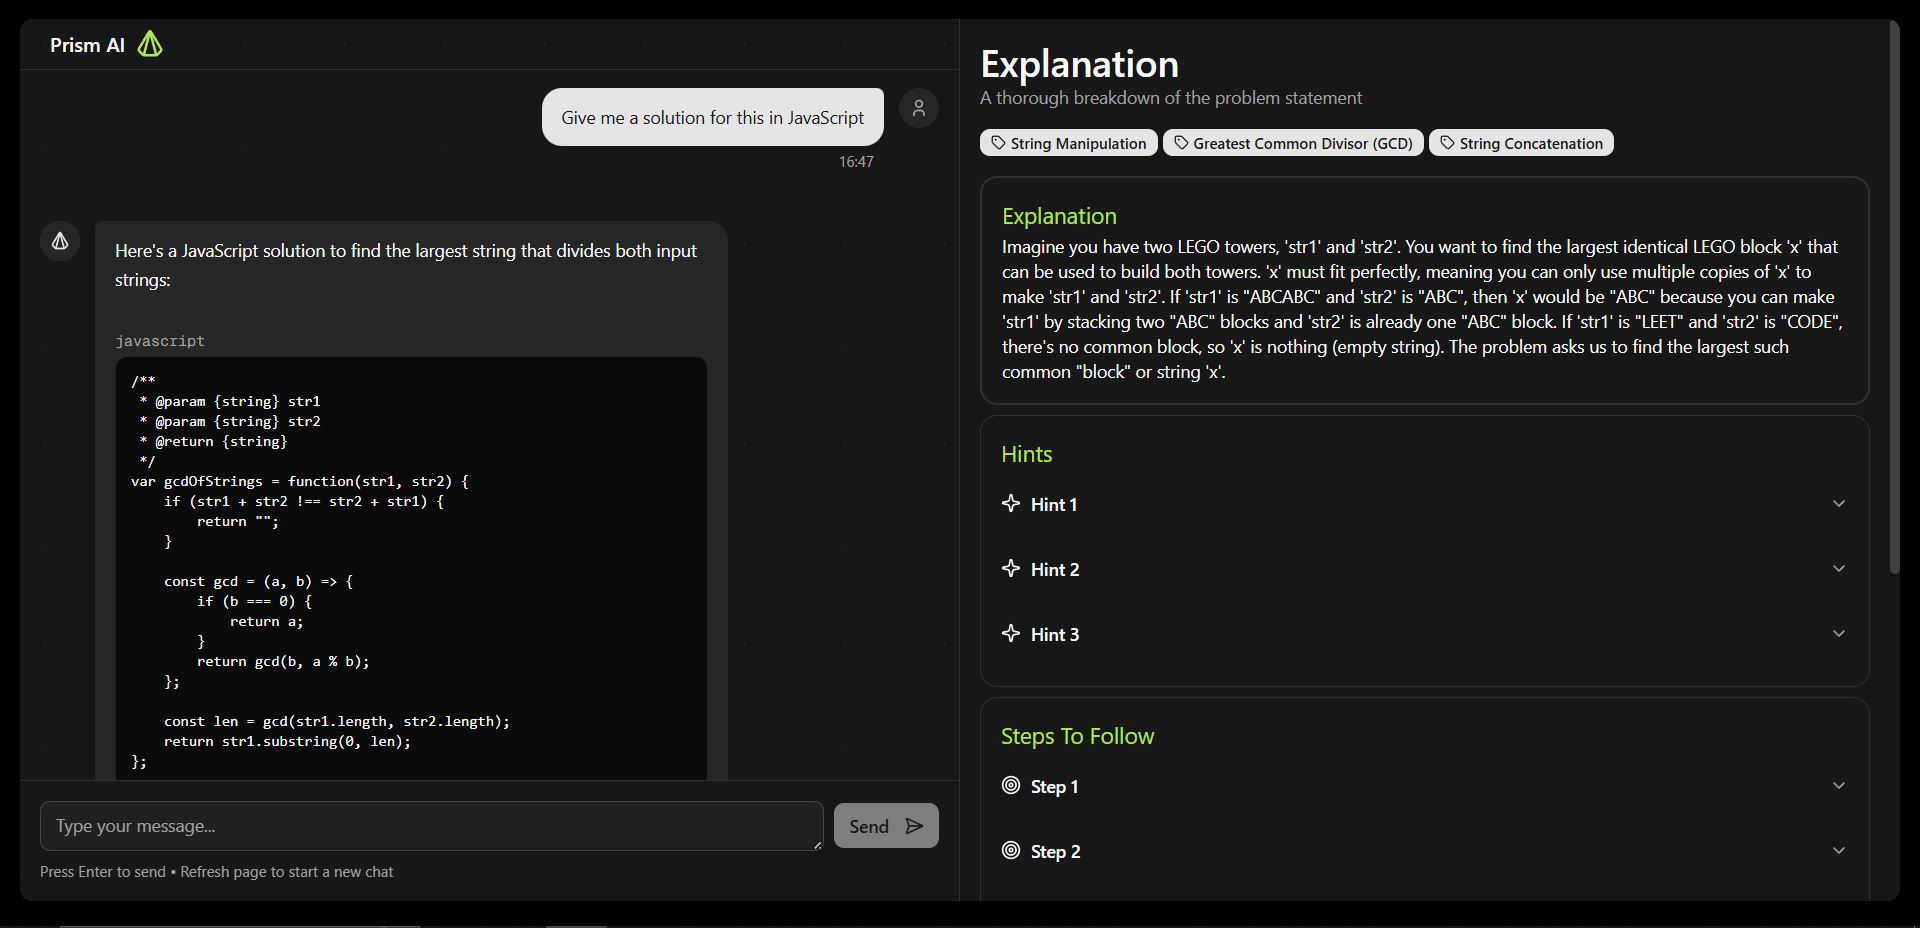 Prism AI
Give me a solution for this in JavaScript
16:47
Here's a JavaScript solution to find the largest string that divides both input
strings:
javascript
/**
 * @param {string} str1
 * @param {string} str2
 * @return {string}
 */
var gcdOfStrings = function(str1, str2) {
    if (str1 + str2 !== str2 + str1) {
        return "";
    }

    const gcd = (a, b) => {
        if (b === 0) {
            return a;
        }
        return gcd(b, a % b);
    };

    const len = gcd(str1.length, str2.length);
    return str1.substring(0, len);
};
Type your message...
Send
Press Enter to send • Refresh page to start a new chat
Explanation
A thorough breakdown of the problem statement
String Manipulation
Greatest Common Divisor (GCD)
String Concatenation
Explanation
Imagine you have two LEGO towers, 'str1' and 'str2'. You want to find the largest identical LEGO block 'x' that
can be used to build both towers. 'x' must fit perfectly, meaning you can only use multiple copies of 'x' to
make 'str1' and 'str2'. If 'str1' is "ABCABC" and 'str2' is "ABC", then 'x' would be "ABC" because you can make
'str1' by stacking two "ABC" blocks and 'str2' is already one "ABC" block. If 'str1' is "LEET" and 'str2' is "CODE",
there's no common block, so 'x' is nothing (empty string). The problem asks us to find the largest such
common "block" or string 'x'.
Hints
Hint 1
Hint 2
Hint 3
Steps To Follow
Step 1
Step 2